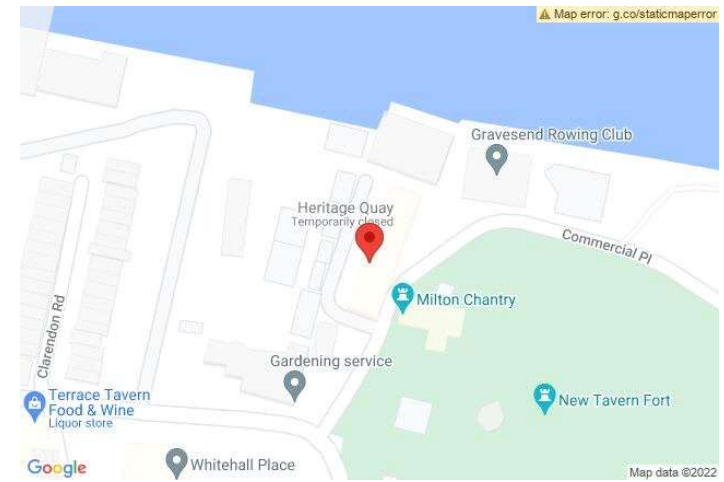 Map error: g.co/staticmaperror
Gravesend Rowing Club
Heritage Quay
Temporarily closed
Commercial Pl
Milton Chantry
Clarendon Rd
Gardening service
Terrace Tavern
Food & Wine
Liquor store
New Tavern Fort
Whitehall Place
Google
Map data ©2022